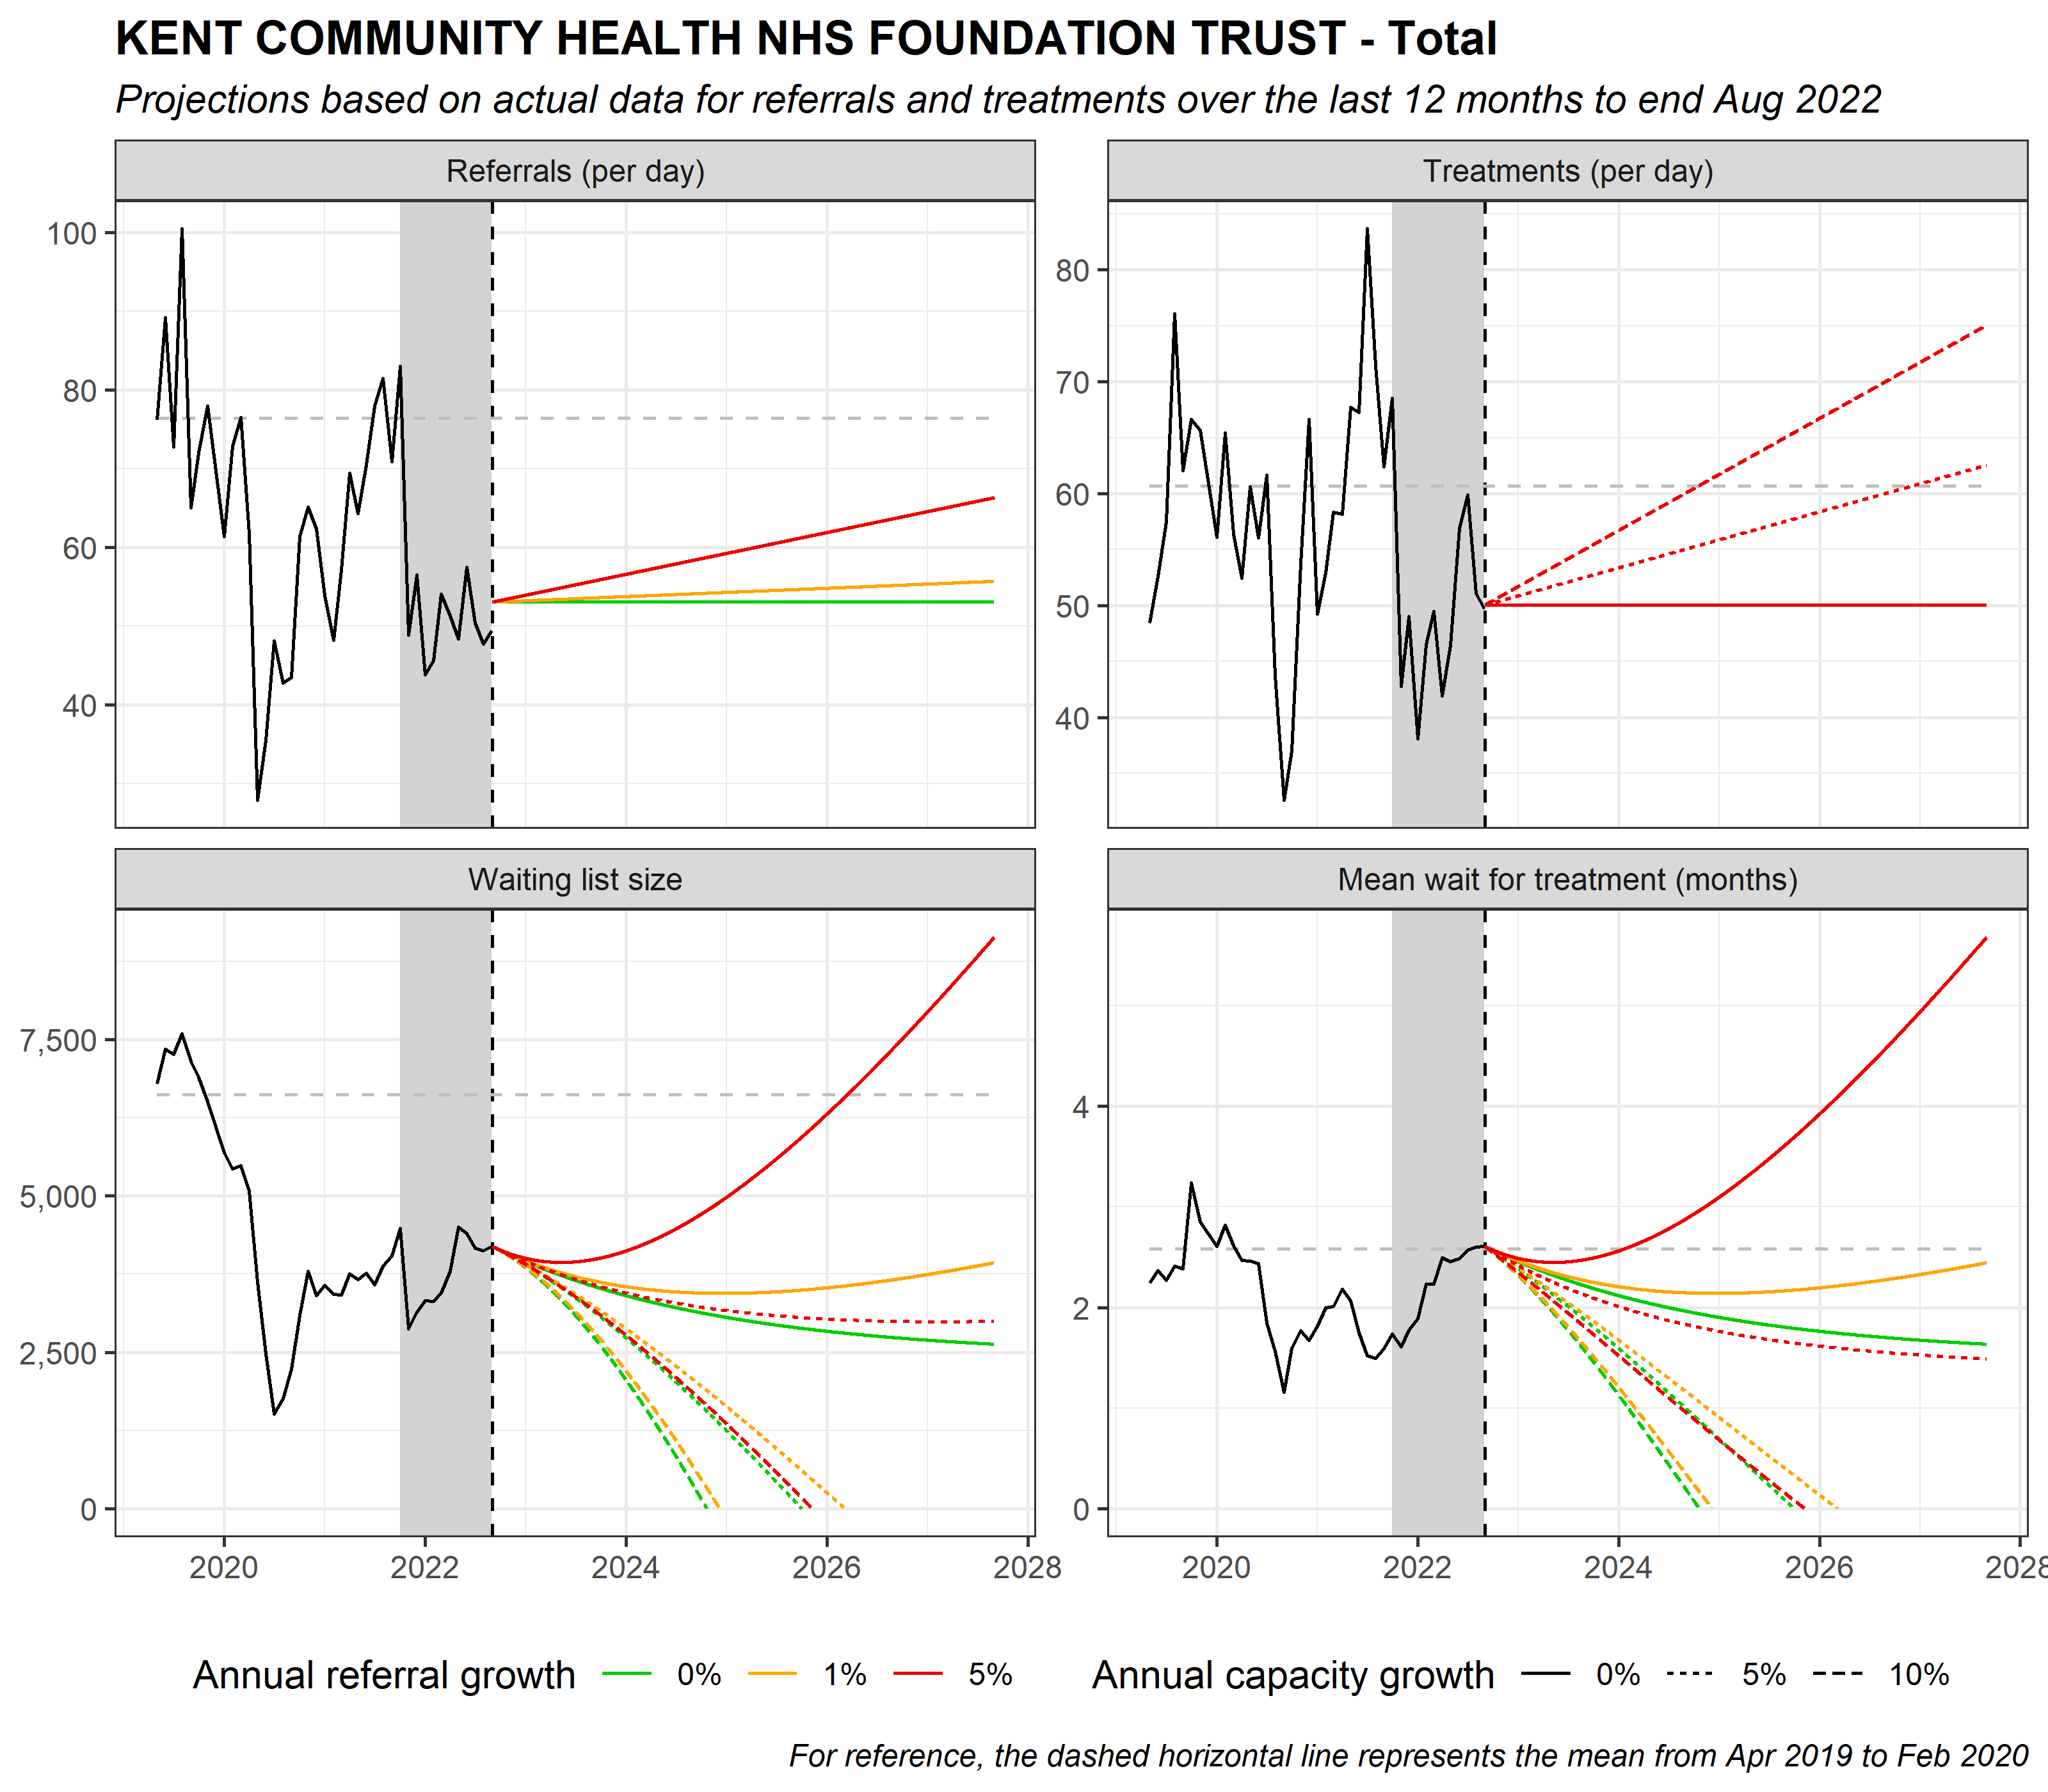 KENT COMMUNITY HEALTH NHS FOUNDATION TRUST - Total
Projections based on actual data for referrals and treatments over the last 12 months to end Aug 2022
Referrals (per day)
100
80
60
40
Treatments (per day)
80
70
60
50
40
Waiting list size
7,500
5,000
2,500
0
2020 2022 2024 2026 2028
Mean wait for treatment (months)
4
2
0
2020 2022 2024 2026 2028
Annual referral growth 0% 1% 5%
Annual capacity growth 0% 5% 10%
For reference, the dashed horizontal line represents the mean from Apr 2019 to Feb 2020